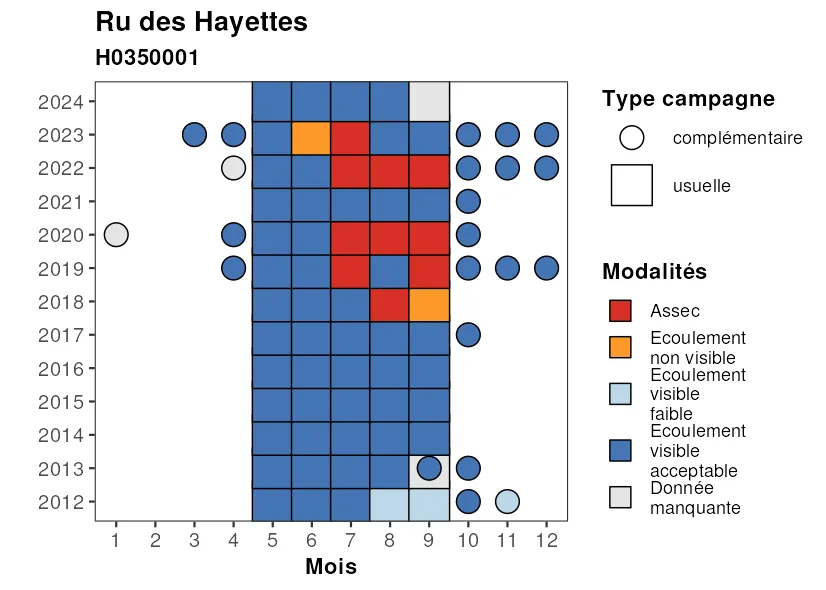 Ru des Hayettes
H0350001
2024
2023
2022
2021
2020
2019
2018
2017
2016
2015
2014
2013
2012
1 2 3 4 5 6 7 8 9 10 11 12
Mois
Type campagne
complémentaire
usuelle
Modalités
Assec
Ecoulement
non visible
Ecoulement
visible
faible
Ecoulement
visible
acceptable
Donnée
manquante